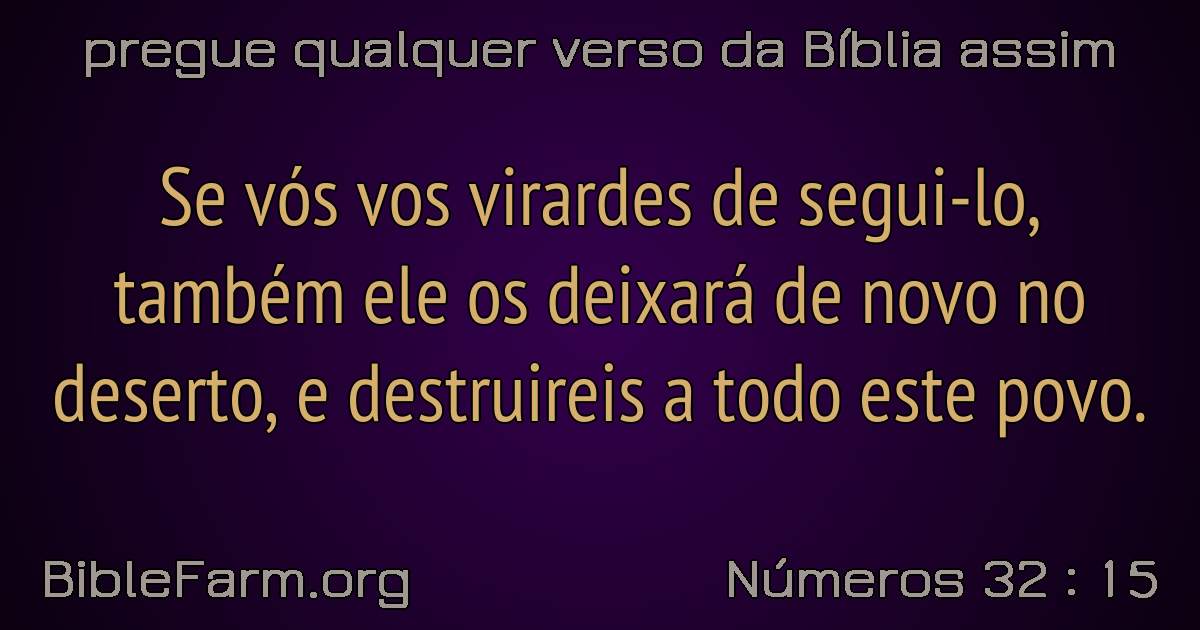 pregue qualquer verso da Bíblia assim
Se vós vos virardes de segui-lo,
também ele os deixará de novo no
deserto, e destruireis a todo este povo.
BibleFarm.org
Números 32 : 15